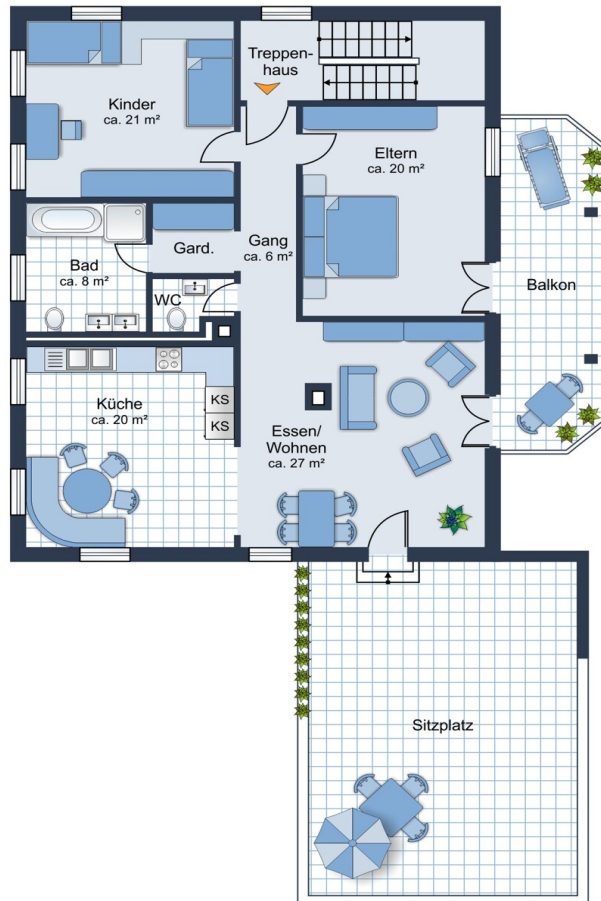 Treppen-
haus
Kinder
ca. 21 m²
Eltern
ca. 20 m²
Gard.
Gang
ca. 6 m²
Bad
ca. 8 m²
WC
Balkon
Küche
ca. 20 m²
KS
KS
Essen/
Wohnen
ca. 27 m²
Sitzplatz